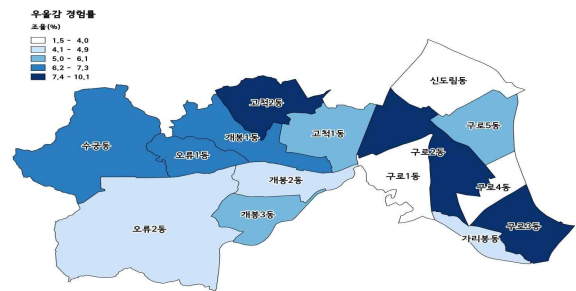 우울감 경험률
조율(%)
1.5 - 4.0
4.1 - 4.9
5.0 - 6.1
6.2 - 7.3
7.4 - 10.1
신도림동
고척2동
수궁동
개봉1동
고척1동
구로5동
오류1동
구로2동
개봉2동
구로1동
구로4동
개봉3동
오류2동
구로3동
가리봉동